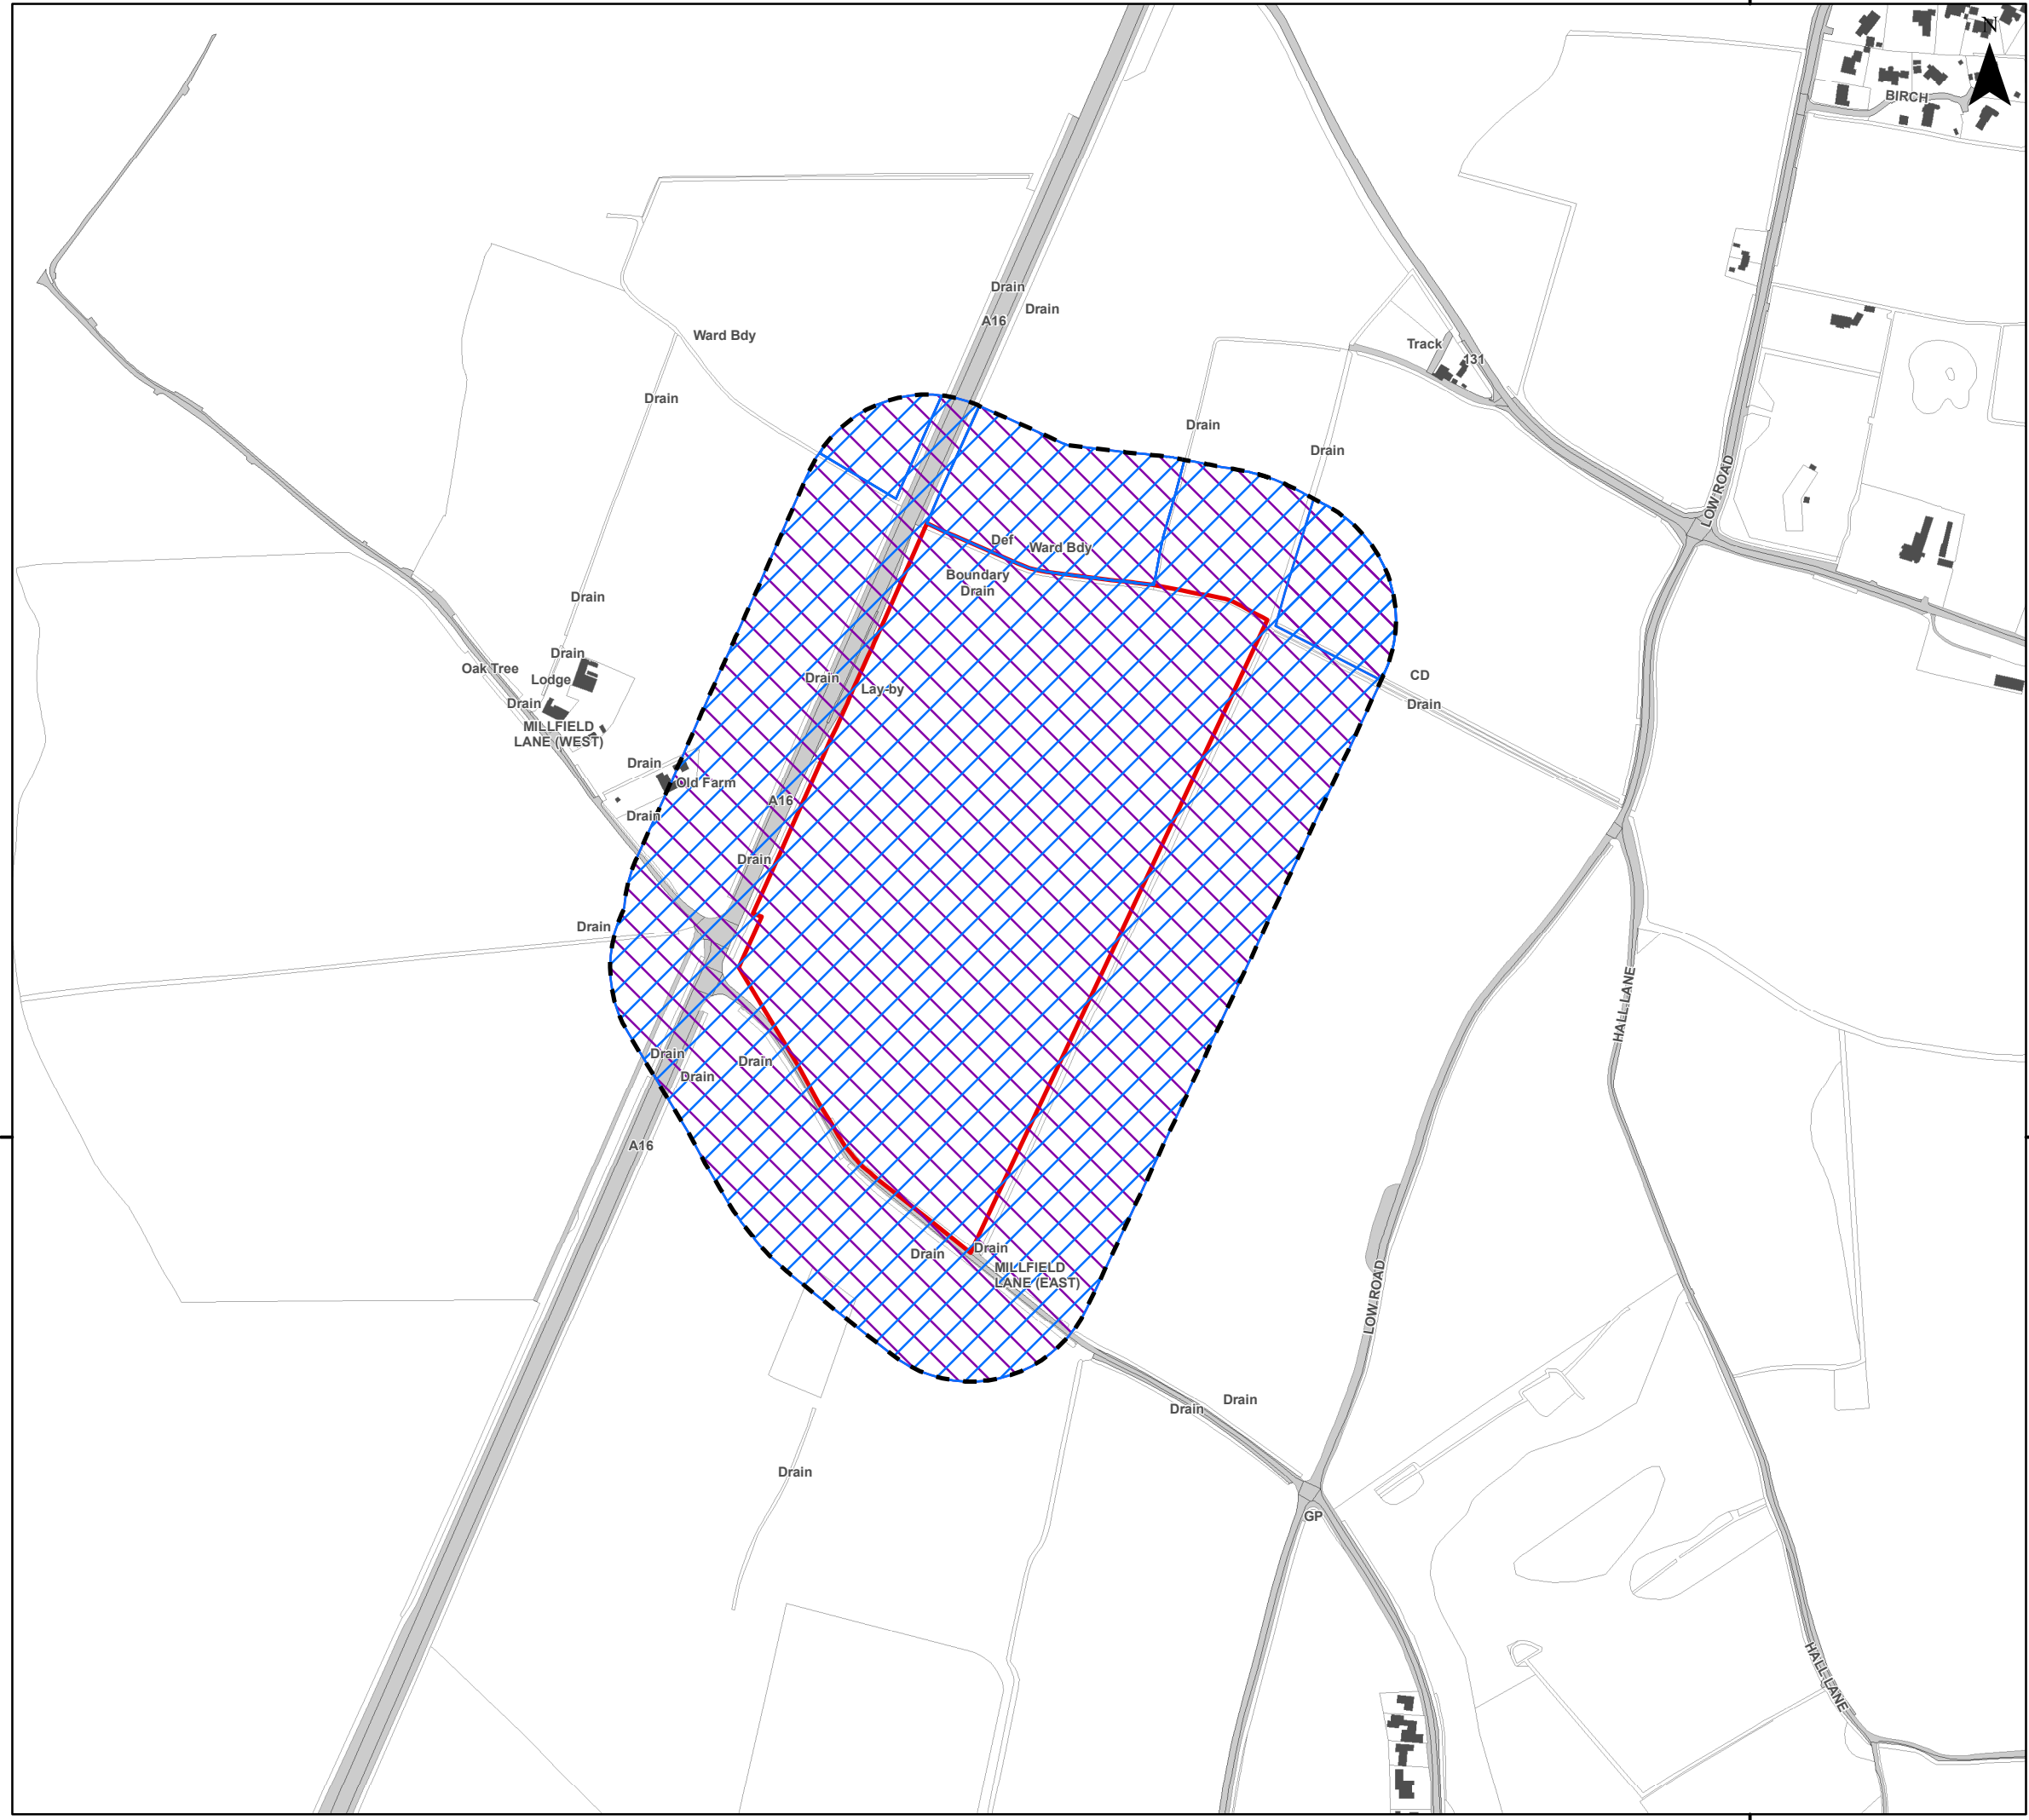 N
BIRCH
Drain
Drain
A16
Ward Bdy
Track
131
Drain
Drain
Drain
LOW ROAD
Def
Ward Bdy
Boundary
Drain
Drain
Drain
Oak Tree
Lodge
Drain
Drain
Lay-by
CD
Drain
MILLFIELD
LANE (WEST)
Drain
Old Farm
A16
Drain
Drain
Drain
HALL LANE
Drain
Drain
Drain
A16
Drain
Drain
MILLFIELD
LANE (EAST)
LOW ROAD
Drain
Drain
Drain
GP
HALL LANE